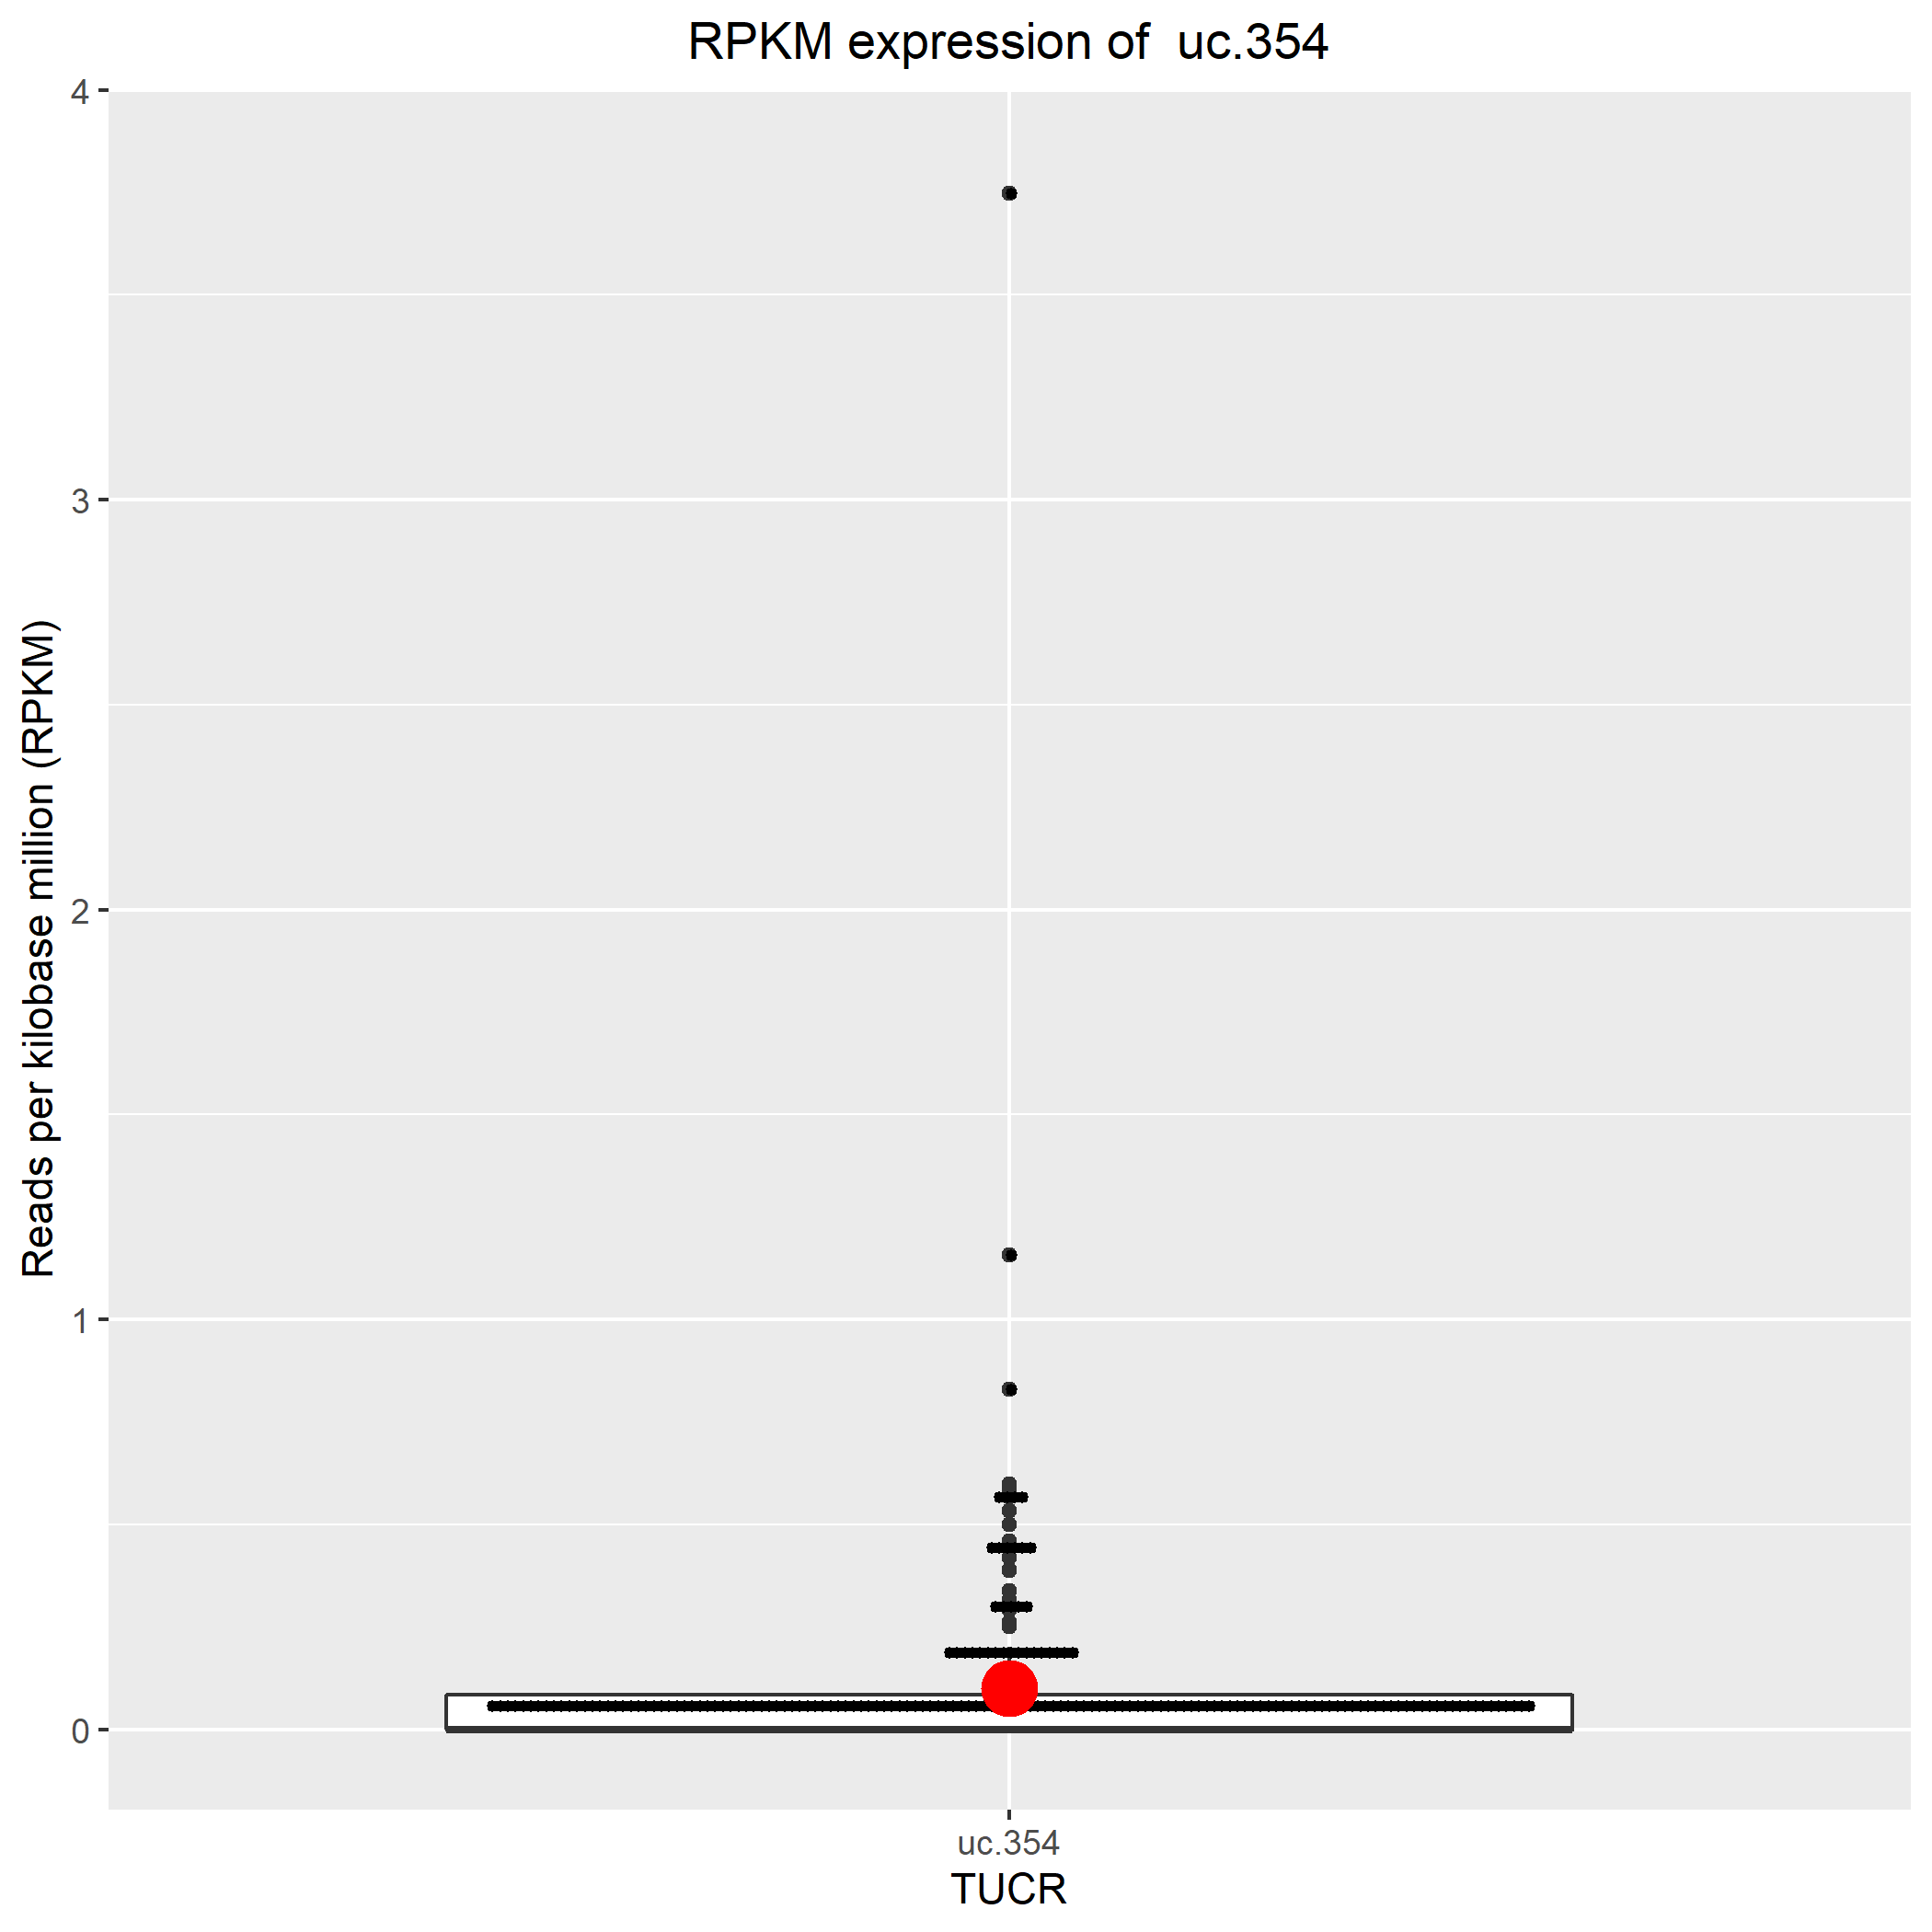 RPKM expression of  uc.354
4
3
2
1
0
Reads per kilobase million (RPKM)
uc.354
TUCR